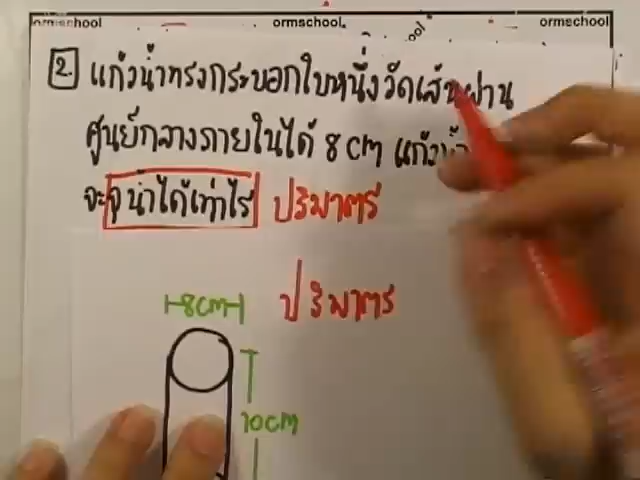 ormschool ormschool ormschool
ool
2. แก้วน้ำทรงกระบอกใบหนึ่งวัดเส้นผ่าน
ศูนย์กลางภายในได้ 8 cm แก้วน้ำ
จะจุน้ำได้เท่าไร ปริมาตร
ปริมาตร
8cm
10cm